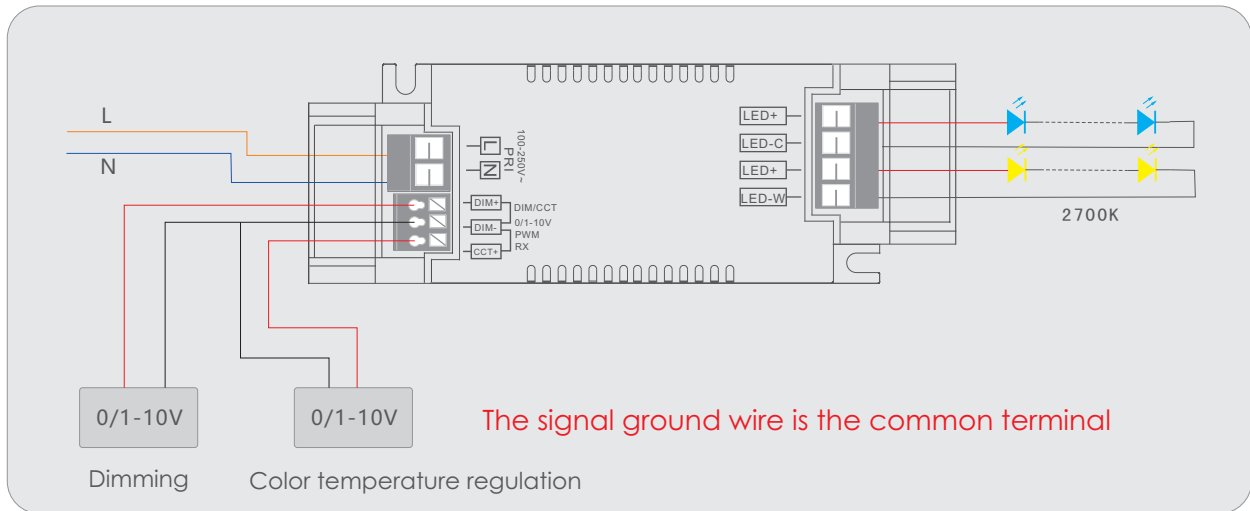 L
N
L
N
PRI
100-250V~
DIM+
DIM-
CCT+
DIM/CCT
0/1-10V
PWM
RX
LED+
LED-C
LED+
LED-W
2700K
0/1-10V
0/1-10V
The signal ground wire is the common terminal
Dimming
Color temperature regulation